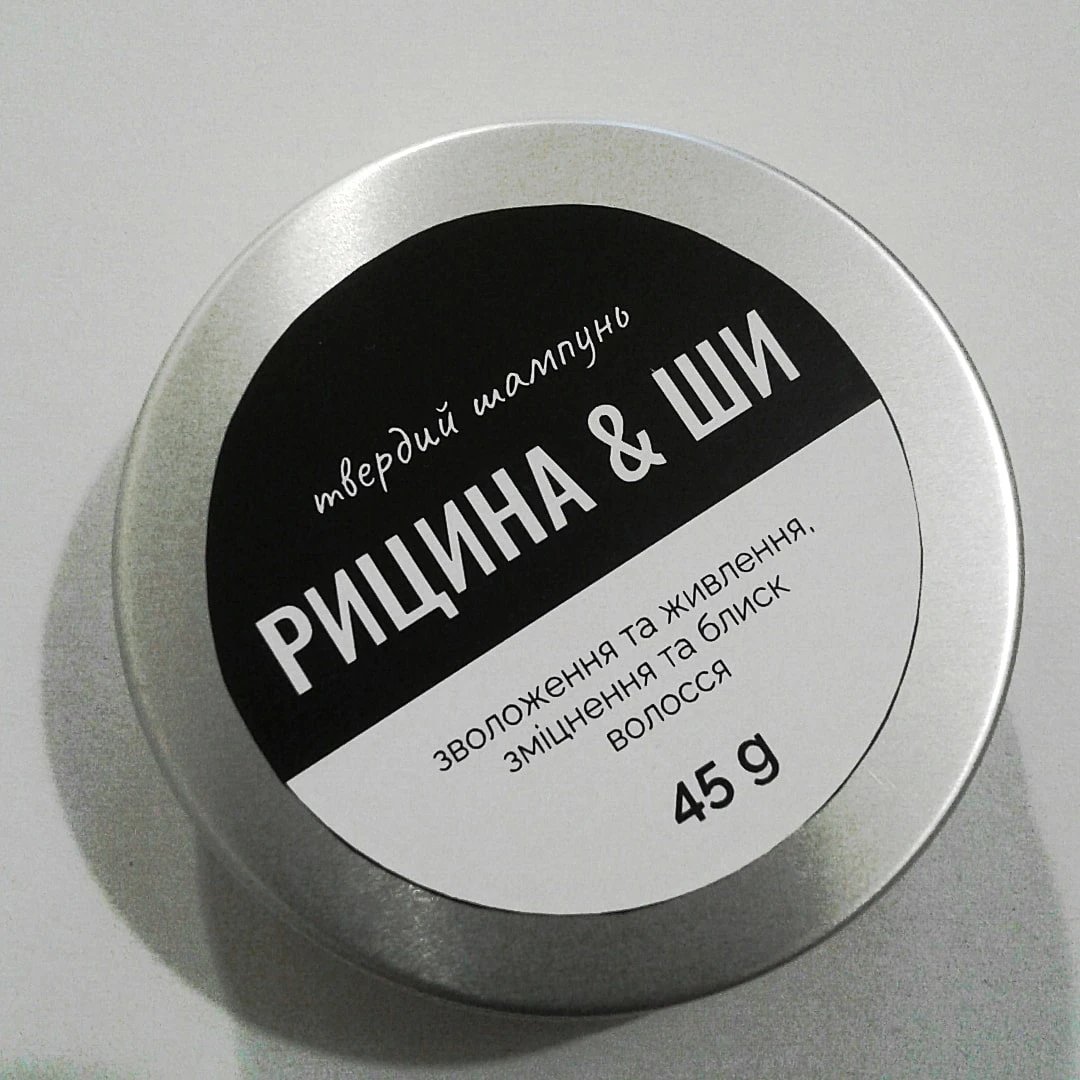 твердий шампунь
РИЦИНА & ШИ
зволоження та живлення,
зміцнення та блиск
волосся
45 g